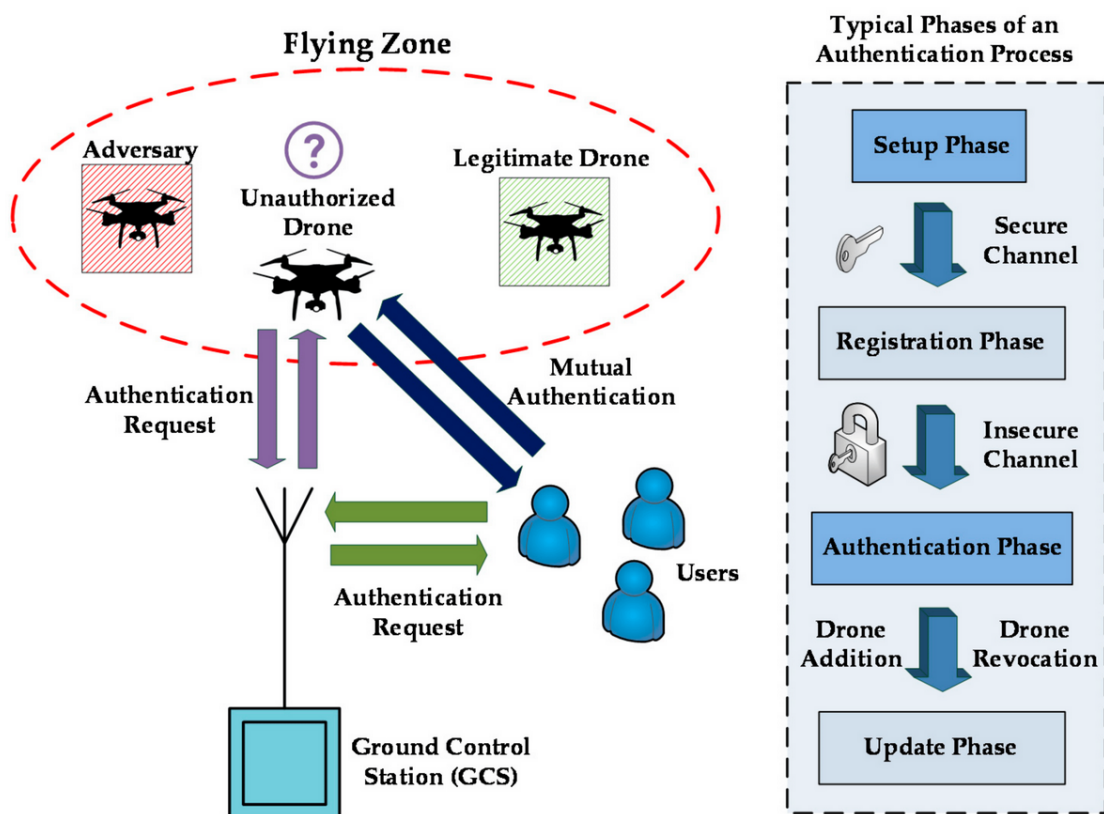 Flying Zone
Adversary
?
Unauthorized
Drone
Legitimate Drone
Authentication
Request
Mutual
Authentication
Authentication
Request
Users
Ground Control
Station (GCS)
Typical Phases of an
Authentication Process
Setup Phase
Secure
Channel
Registration Phase
Insecure
Channel
Authentication Phase
Drone
Addition
Drone
Revocation
Update Phase